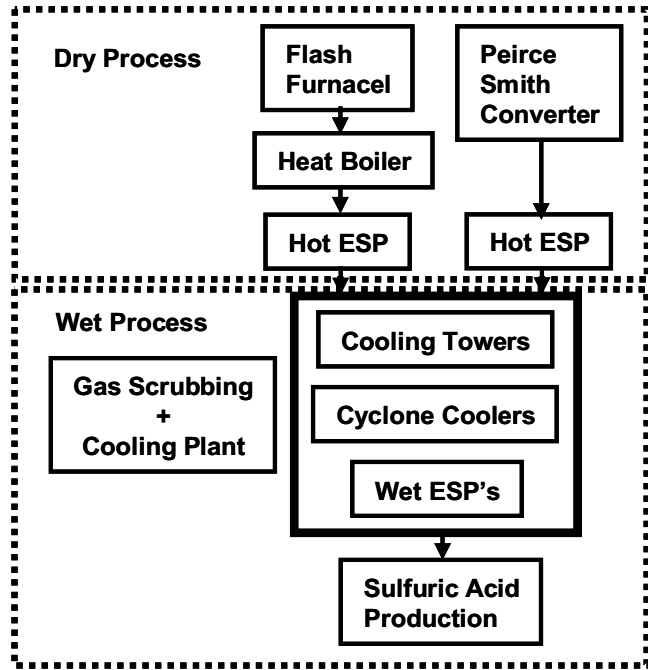 Dry Process
Flash
Furnacel
Peirce
Smith
Converter
Heat Boiler
Hot ESP
Hot ESP
Wet Process
Cooling Towers
Gas Scrubbing
+
Cooling Plant
Cyclone Coolers
Wet ESP's
Sulfuric Acid
Production